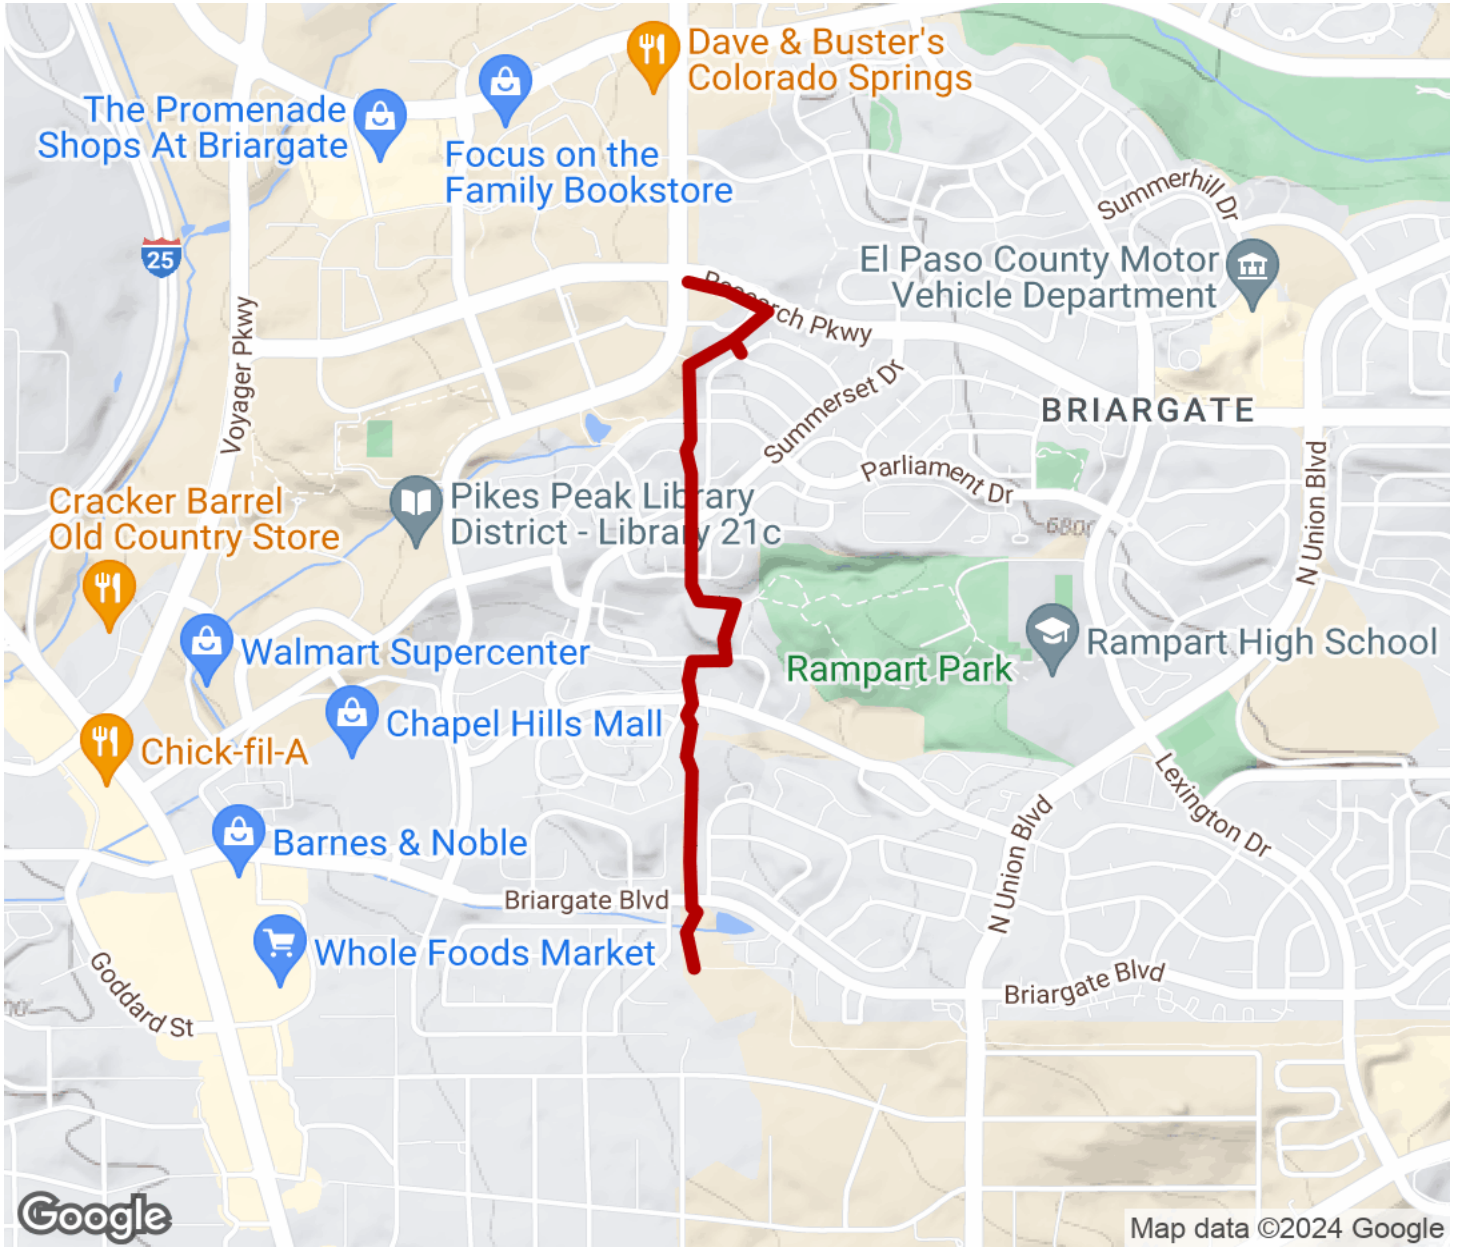 Dave & Buster's
Colorado Springs
The Promenade
Shops At Briargate
Focus on the
Family Bookstore
Summerhill Dr
25
El Paso County Motor
Vehicle Department
Research Pkwy
Voyager Pkwy
Summerset Dr
BRIARGATE
Parliament Dr
N Union Blvd
Cracker Barrel
Old Country Store
Pikes Peak Library
District - Library 21c
6800
Walmart Supercenter
Rampart Park
Rampart High School
Chapel Hills Mall
Chick-fil-A
Lexington Dr
N Union Blvd
Barnes & Noble
Briargate Blvd
Whole Foods Market
Goddard St
Briargate Blvd
Google
Map data ©2024 Google